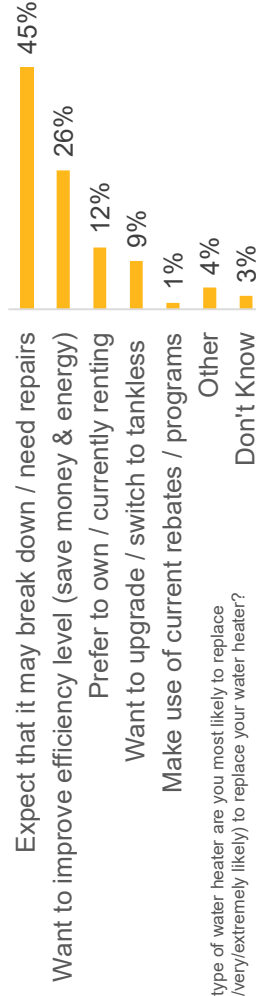 Expect that it may break down / need repairs 45%
Want to improve efficiency level (save money & energy) 26%
Prefer to own / currently renting 12%
Want to upgrade / switch to tankless 9%
Make use of current rebates / programs 1%
Other 4%
Don't Know 3%
type of water heater are you most likely to replace
/very/extremely likely) to replace your water heater?